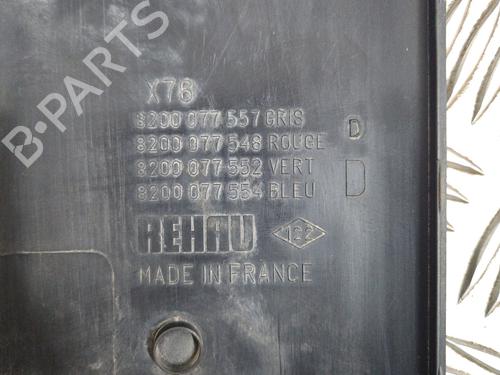 X76
8200 077 557 GRIS
8200 077 548 ROUGE
8200 077 552 VERT
8200 077 554 BLEU
D
D
REHAU
132
MADE IN FRANCE
B-PARTS